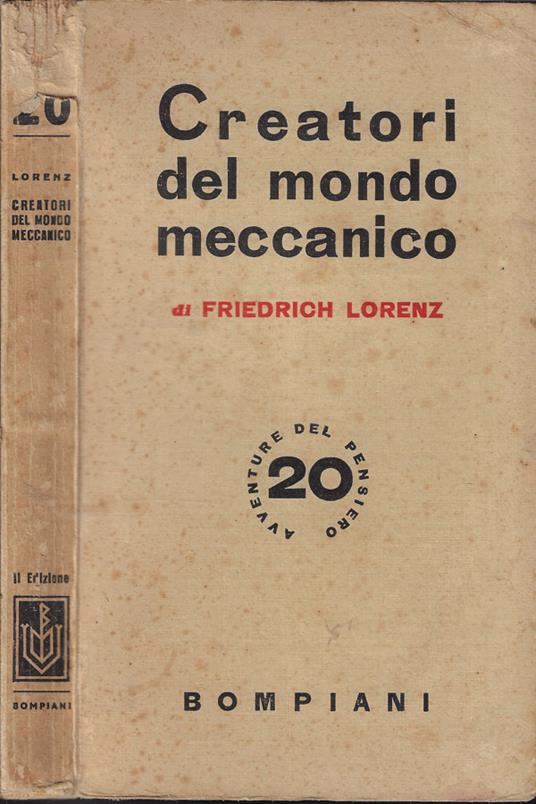 20
LORENZ
CREATORI
DEL MONDO
MECCANICO
II Edizione
BOMPIANI
Creatori
del mondo
meccanico
di FRIEDRICH LORENZ
AVVENTURE DEL PENSIERO
20
BOMPIANI